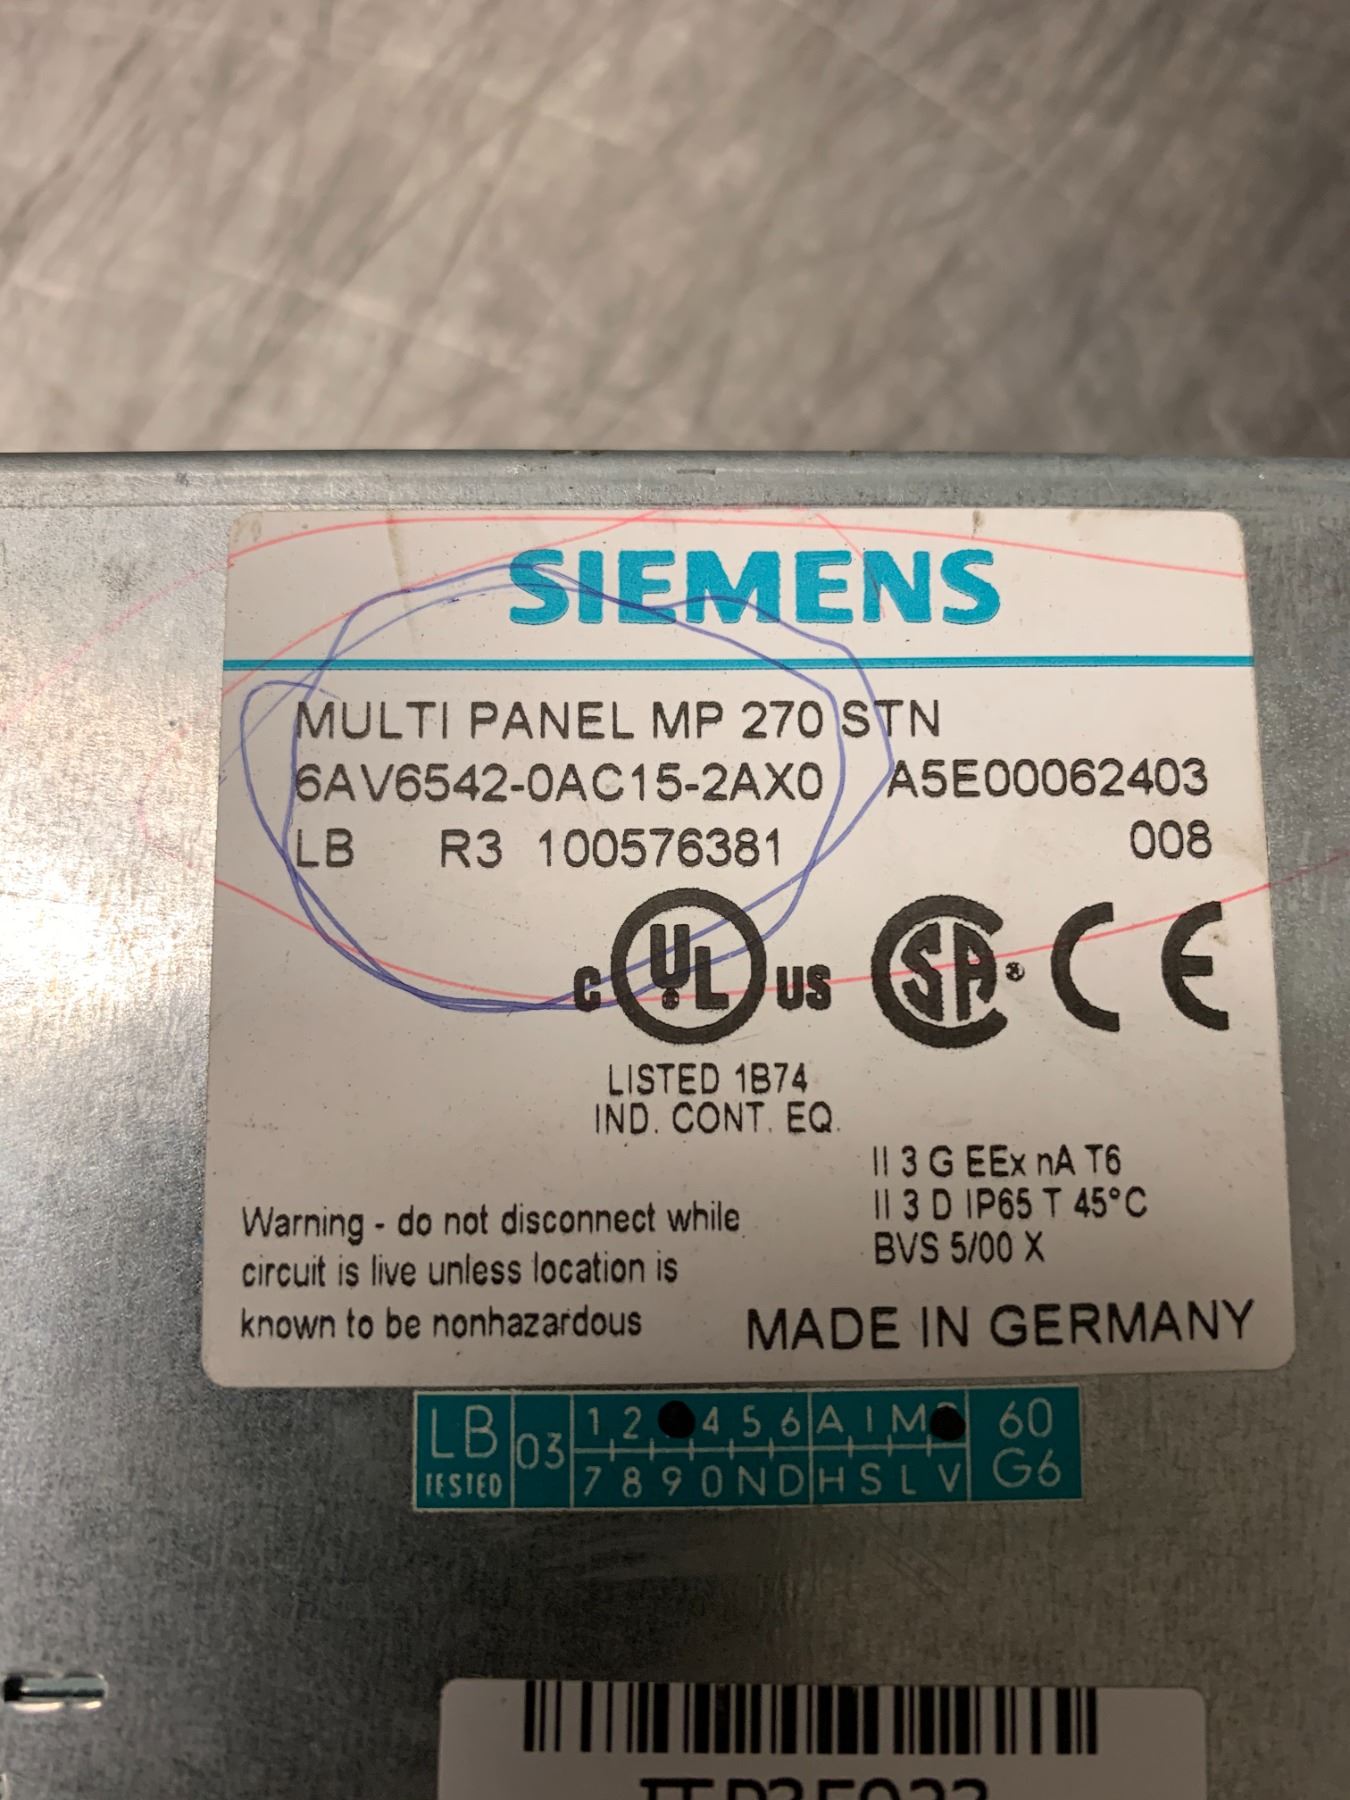 SIEMENS
MULTI PANEL MP 270 STN
6AV6542-0AC15-2AX0 A5E00062403
LB R3 100576381 008
C UL US SA CE
LISTED 1B74
IND. CONT. EQ.
II 3 G EEx nA T6
II 3 D IP65 T 45°C
BVS 5/00 X
Warning - do not disconnect while
circuit is live unless location is
known to be nonhazardous
MADE IN GERMANY
LB 03 1 2 4 5 6 A I M 60
TESTED 7 8 9 0 N D H S L V G6